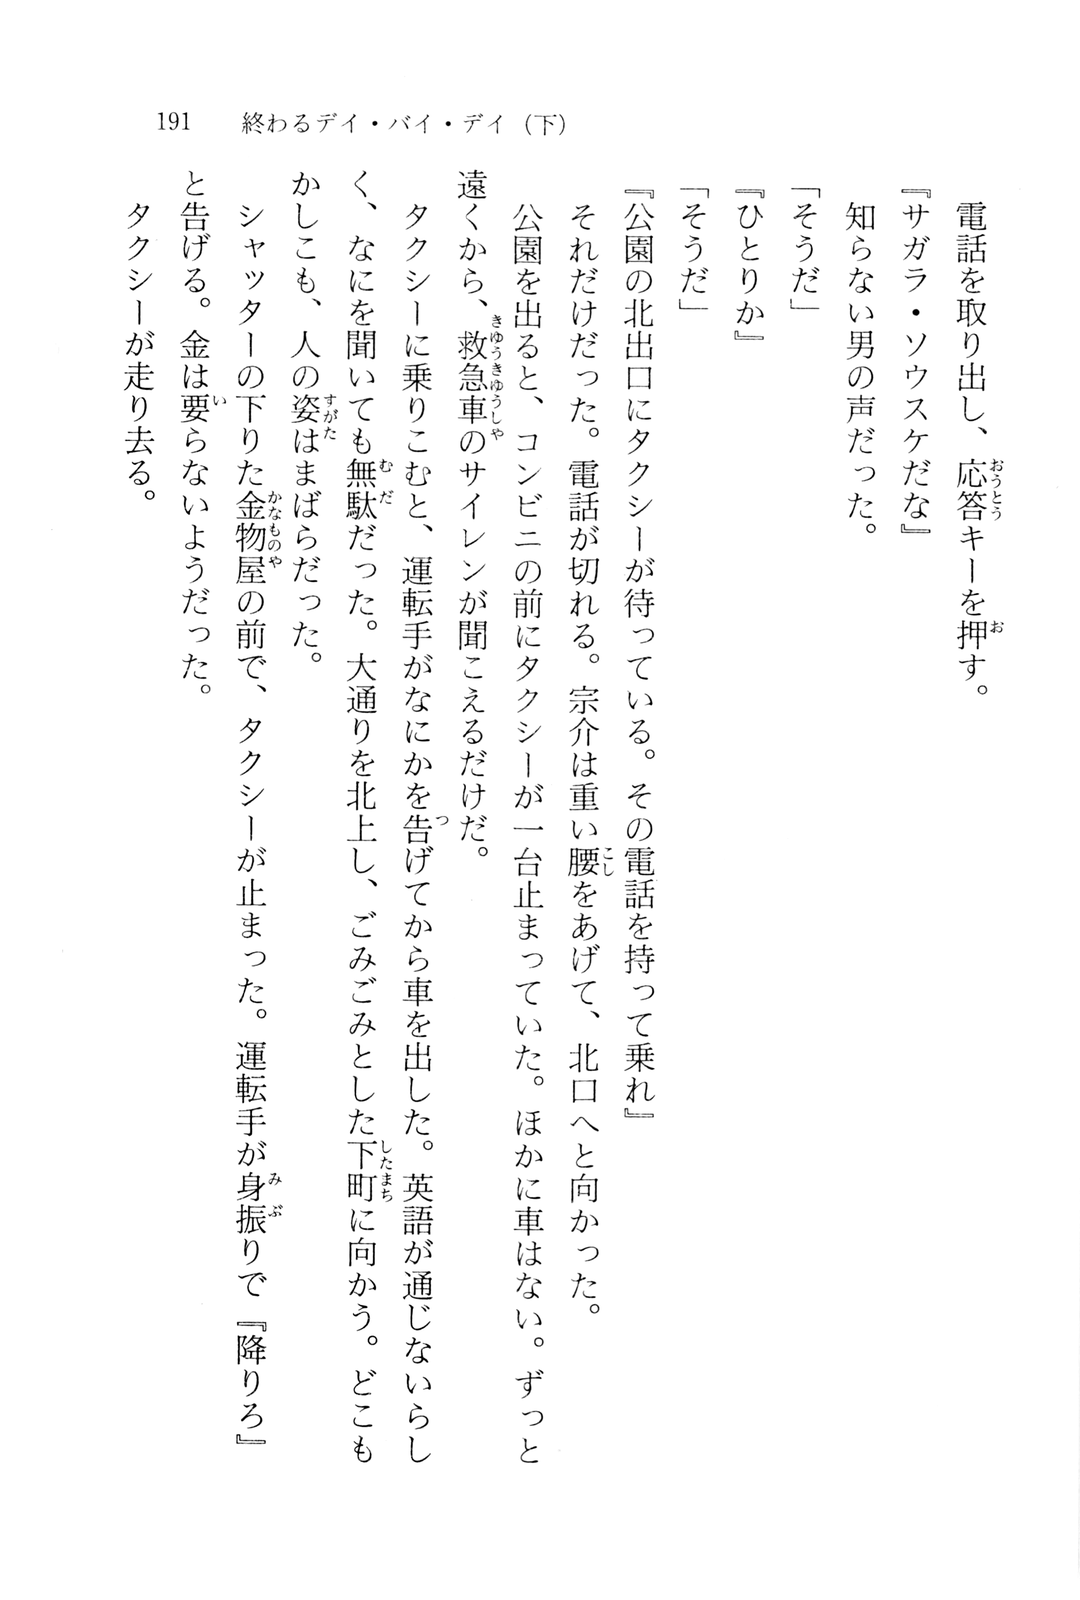 191　終わるデイ・バイ・デイ（下）
電話を取り出し、応答キーを押す。
『サガラ・ソウスケだな』
知らない男の声だった。
「そうだ」
『ひとりか』
「そうだ」
『公園の北出口にタクシーが待っている。その電話を持って乗れ』
それだけだった。電話が切れる。宗介は重い腰をあげて、北口へと向かった。
公園を出ると、コンビニの前にタクシーが一台止まっていた。ほかに車はない。ずっと
遠くから、救急車のサイレンが聞こえるだけだ。
タクシーに乗りこむと、運転手がなにかを告げてから車を出した。英語が通じないらし
く、なにを聞いても無駄だった。大通りを北上し、ごみごみとした下町に向かう。どこも
かしこも、人の姿はまばらだった。
シャッターの下りた金物屋の前で、タクシーが止まった。運転手が身振りで『降りろ』
と告げる。金は要らないようだった。
タクシーが走り去る。